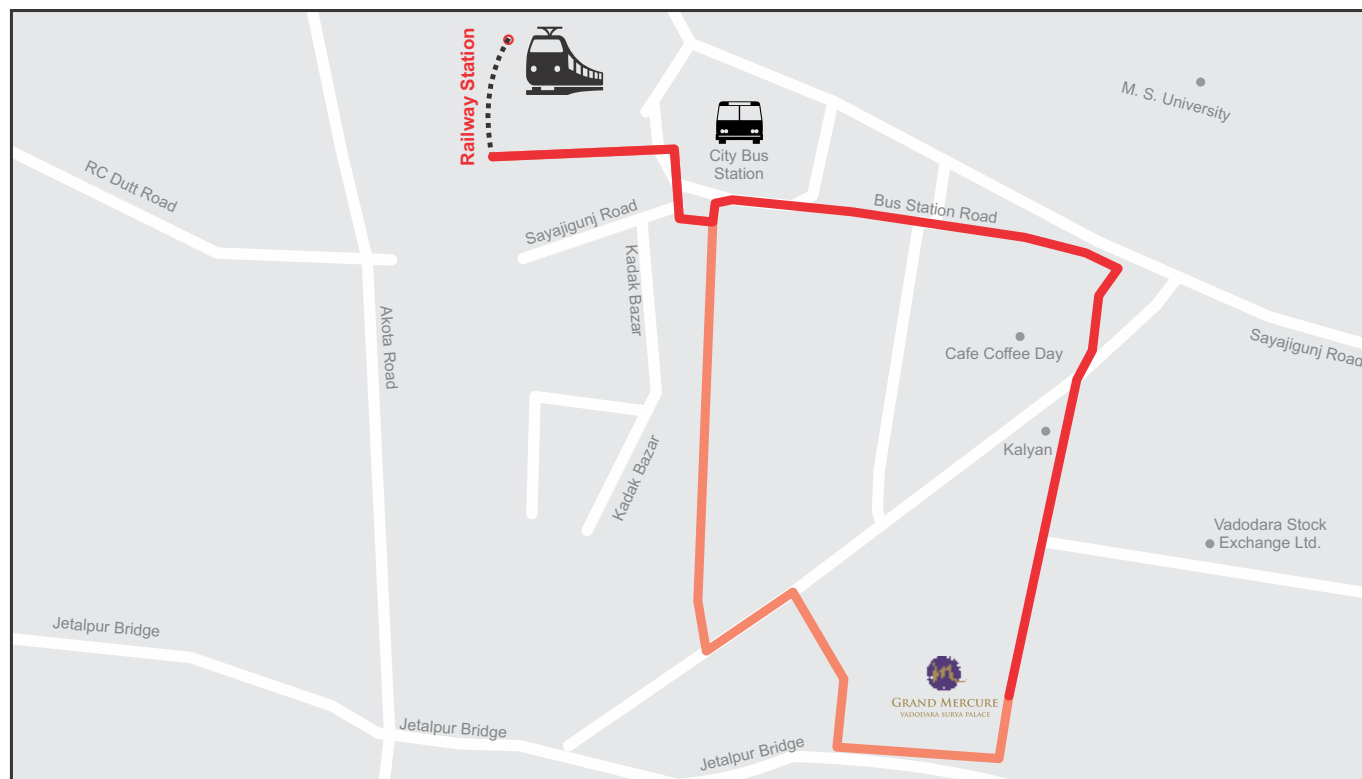 Railway Station
M. S. University
City Bus
Station
RC Dutt Road
Bus Station Road
Sayajigunj Road
Kadak Bazar
Akota Road
Sayajigunj Road
Cafe Coffee Day
Kalyan
Kadak Bazar
Vadodara Stock
Exchange Ltd.
Jetalpur Bridge
GRAND MERCURE
VADODARA SURYA PALACE
Jetalpur Bridge
Jetalpur Bridge